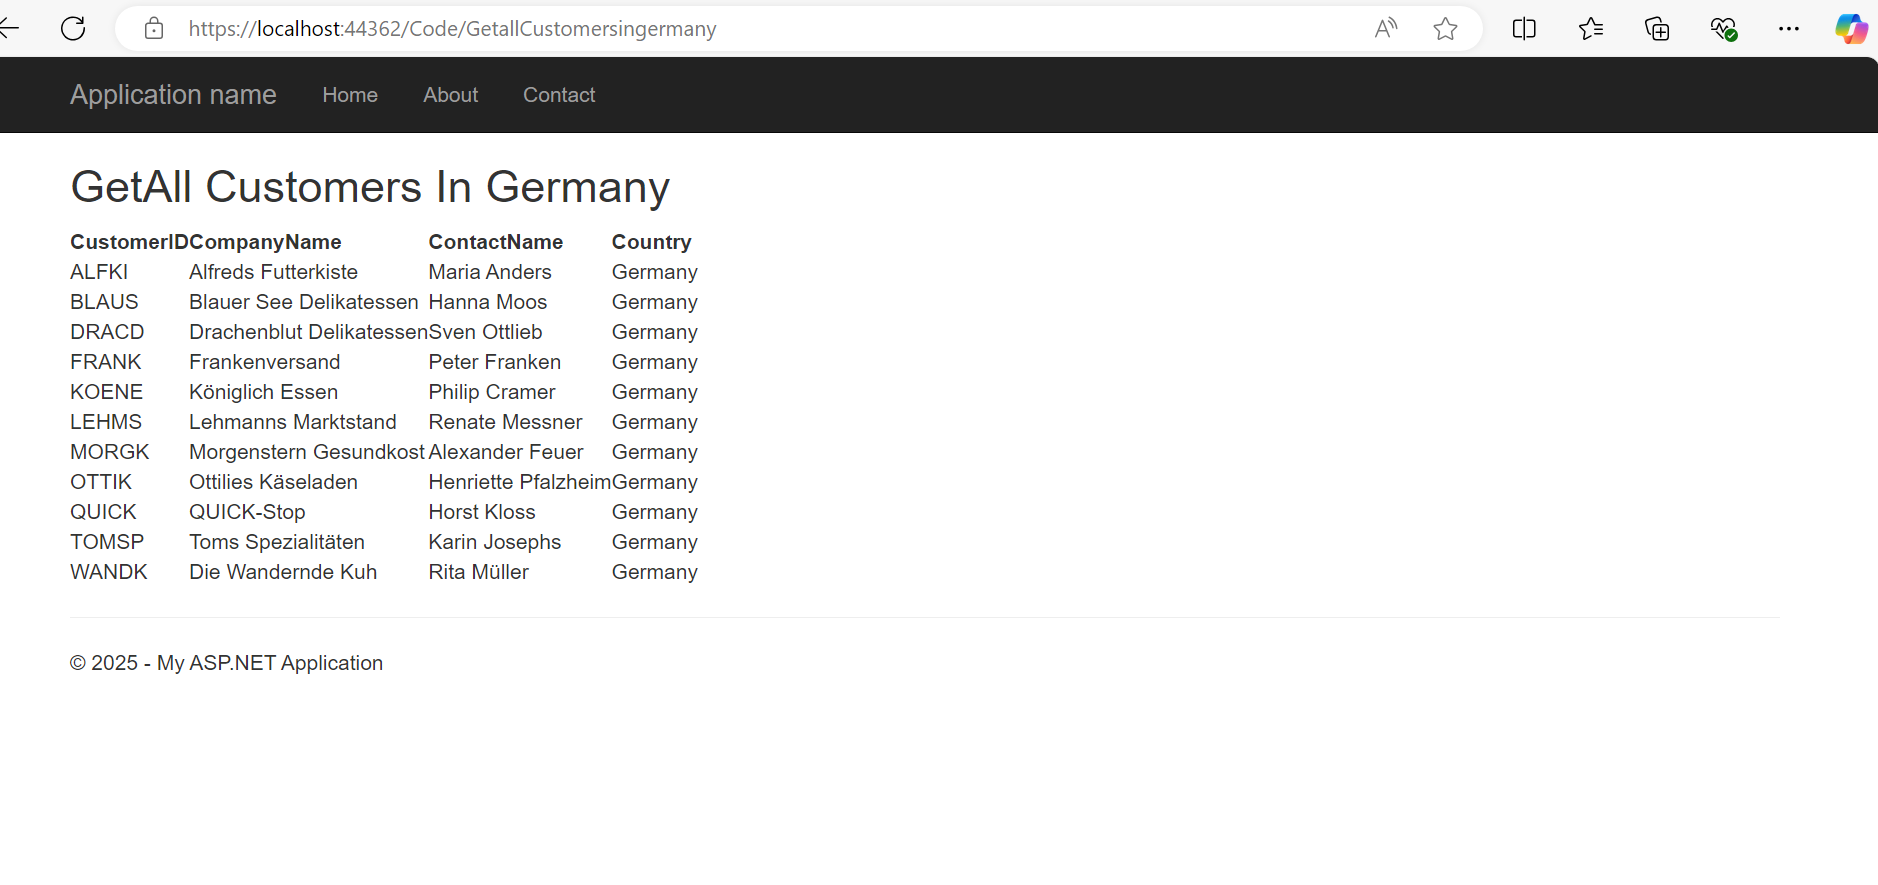 https://localhost:44362/Code/GetallCustomersingermany
Application name Home About Contact
GetAll Customers In Germany
CustomerID CompanyName ContactName Country
ALFKI Alfreds Futterkiste Maria Anders Germany
BLAUS Blauer See Delikatessen Hanna Moos Germany
DRACD Drachenblut Delikatessen Sven Ottlieb Germany
FRANK Frankenversand Peter Franken Germany
KOENE Königlich Essen Philip Cramer Germany
LEHMS Lehmanns Marktstand Renate Messner Germany
MORGK Morgenstern Gesundkost Alexander Feuer Germany
OTTIK Ottilies Käseladen Henriette Pfalzheim Germany
QUICK QUICK-Stop Horst Kloss Germany
TOMSP Toms Spezialitäten Karin Josephs Germany
WANDK Die Wandernde Kuh Rita Müller Germany
© 2025 - My ASP.NET Application